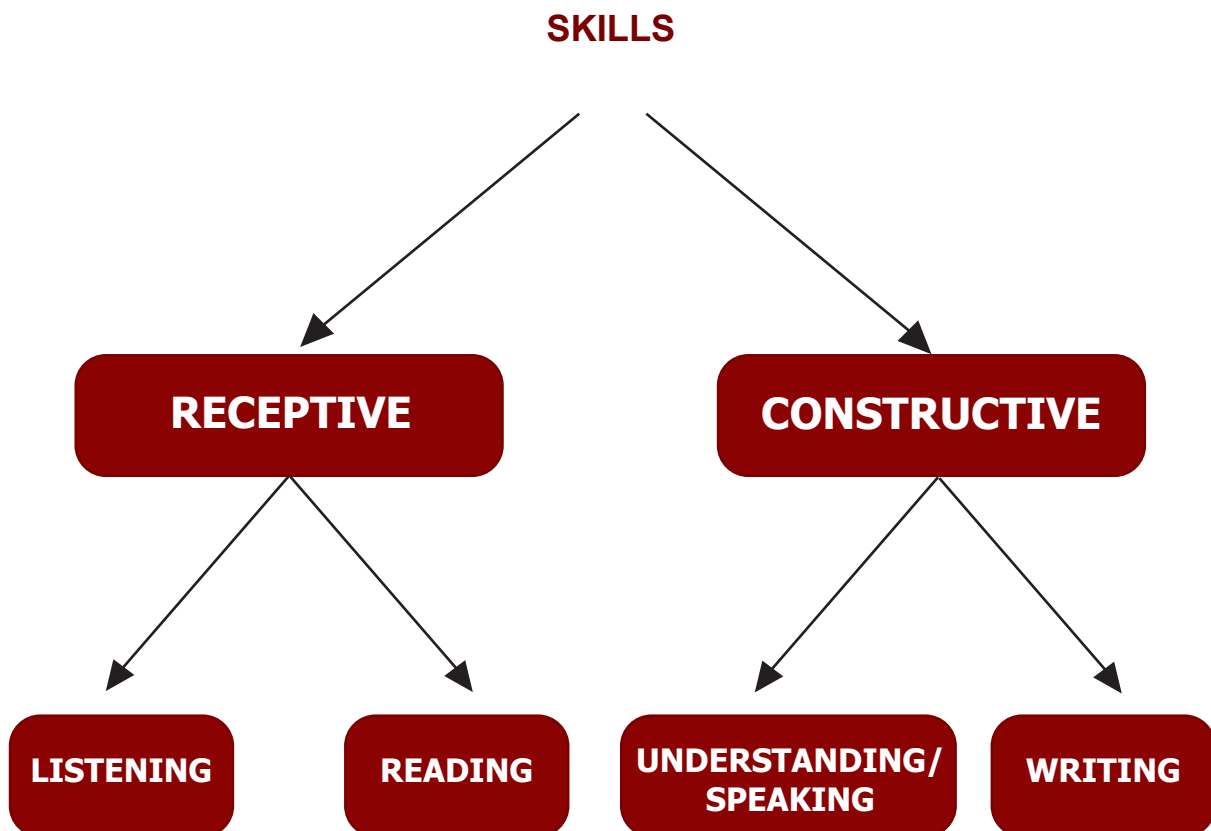 SKILLS
RECEPTIVE
CONSTRUCTIVE
LISTENING
READING
UNDERSTANDING/
SPEAKING
WRITING